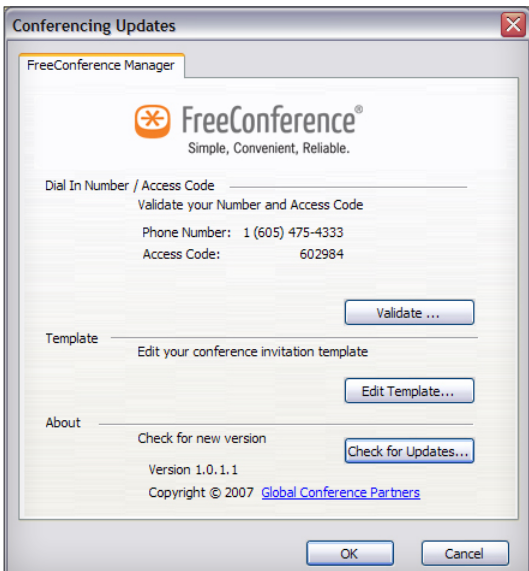 Conferencing Updates
FreeConference Manager
FreeConference®
Simple, Convenient, Reliable.
Dial In Number / Access Code
Validate your Number and Access Code
Phone Number: 1 (605) 475-4333
Access Code: 602984
Validate ...
Template
Edit your conference invitation template
Edit Template...
About
Check for new version
Check for Updates...
Version 1.0.1.1
Copyright © 2007 Global Conference Partners
OK Cancel